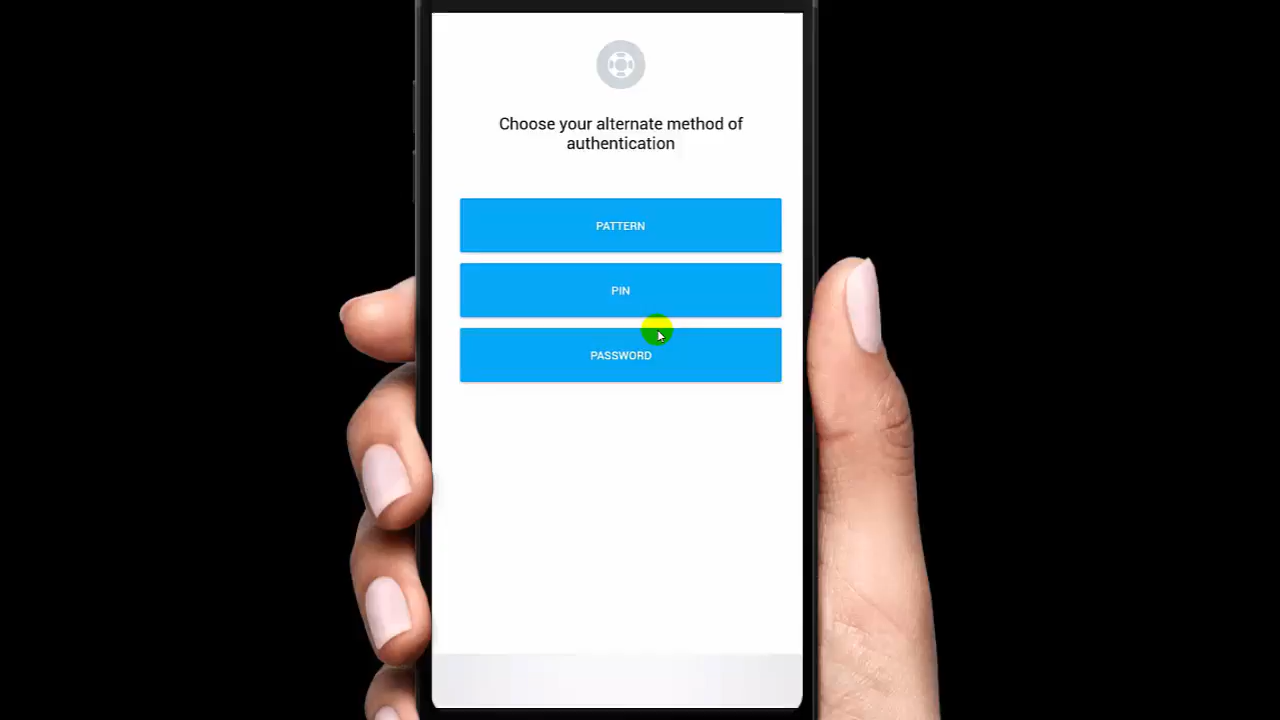 Choose your alternate method of
authentication
PATTERN
PIN
PASSWORD